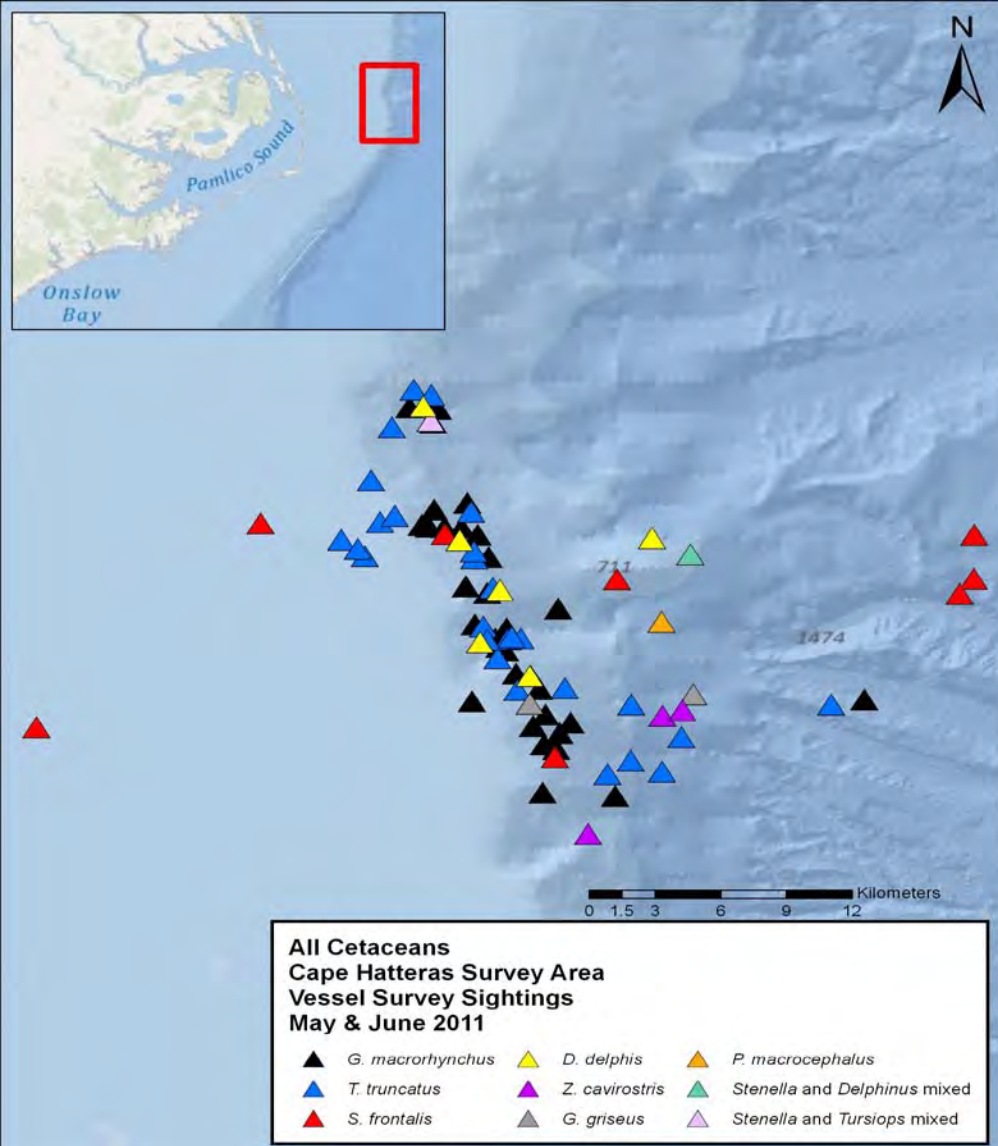 N
Pamlico Sound
Onslow
Bay
711
1474
Kilometers
0 1.5 3 6 9 12
All Cetaceans
Cape Hatteras Survey Area
Vessel Survey Sightings
May & June 2011
G. macrorhynchus D. delphis P. macrocephalus
T. truncatus Z. cavirostris Stenella and Delphinus mixed
S. frontalis G. griseus Stenella and Tursiops mixed